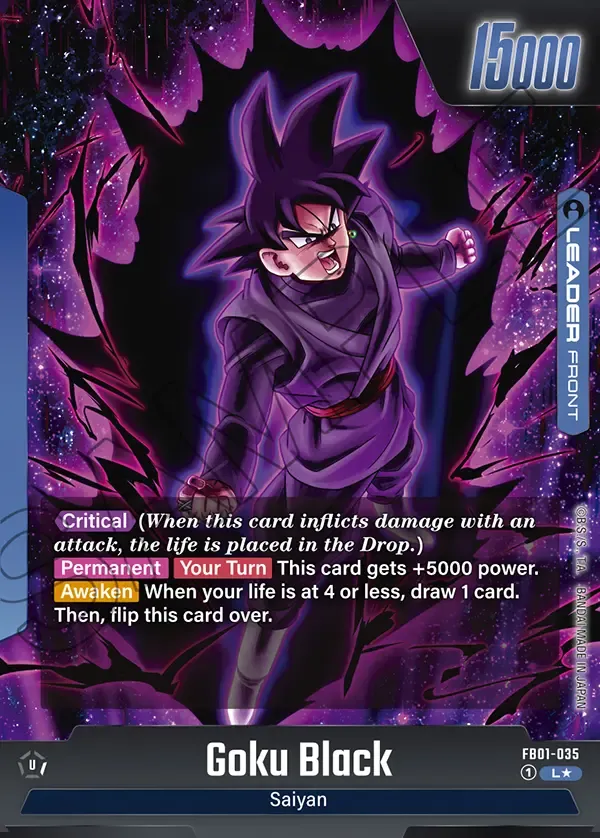 15000
LEADER FRONT
Critical (When this card inflicts damage with an
attack, the life is placed in the Drop.)
Permanent Your Turn This card gets +5000 power.
Awaken When your life is at 4 or less, draw 1 card.
Then, flip this card over.
©B.S./S., T.A. BANDAI MADE IN JAPAN
U
Goku Black
FB01-035
1 L★
Saiyan